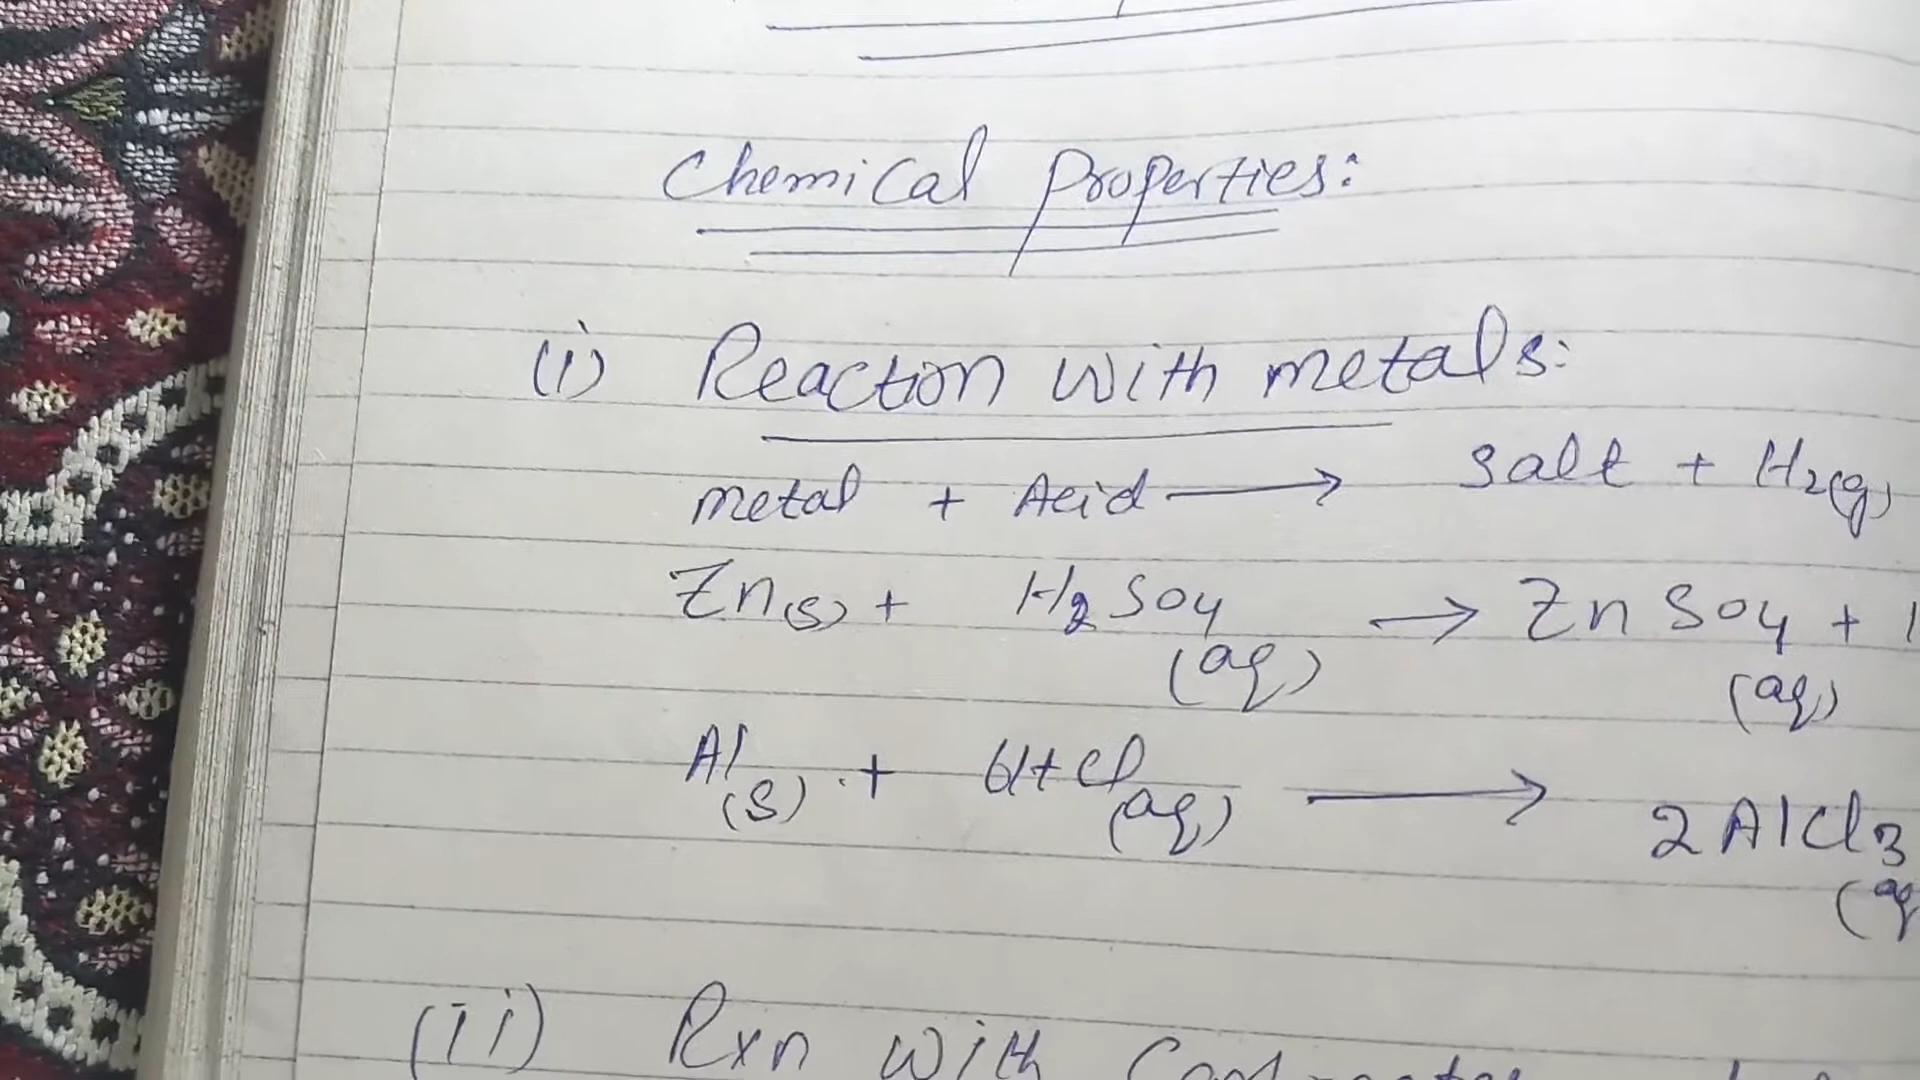 Chemical Properties:
(i) Reaction with metals:
metal + Acid → Salt + H2(g)
Zn(s) + H2SO4(aq) → ZnSO4(aq) +
Al(s) + 6HCl(aq) → 2AlCl3(aq
(ii) Rxn with